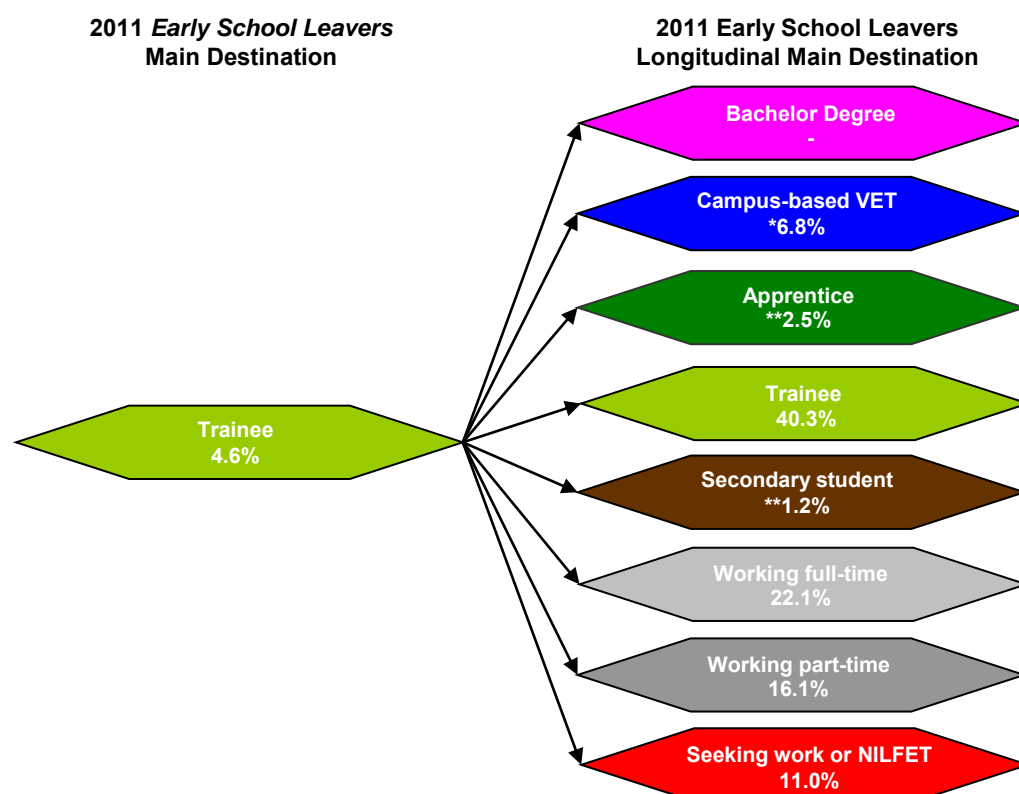 2011 Early School Leavers
Main Destination
2011 Early School Leavers
Longitudinal Main Destination
Bachelor Degree
-
Campus-based VET
*6.8%
Apprentice
**2.5%
Trainee
40.3%
Trainee
4.6%
Secondary student
**1.2%
Working full-time
22.1%
Working part-time
16.1%
Seeking work or NILFET
11.0%